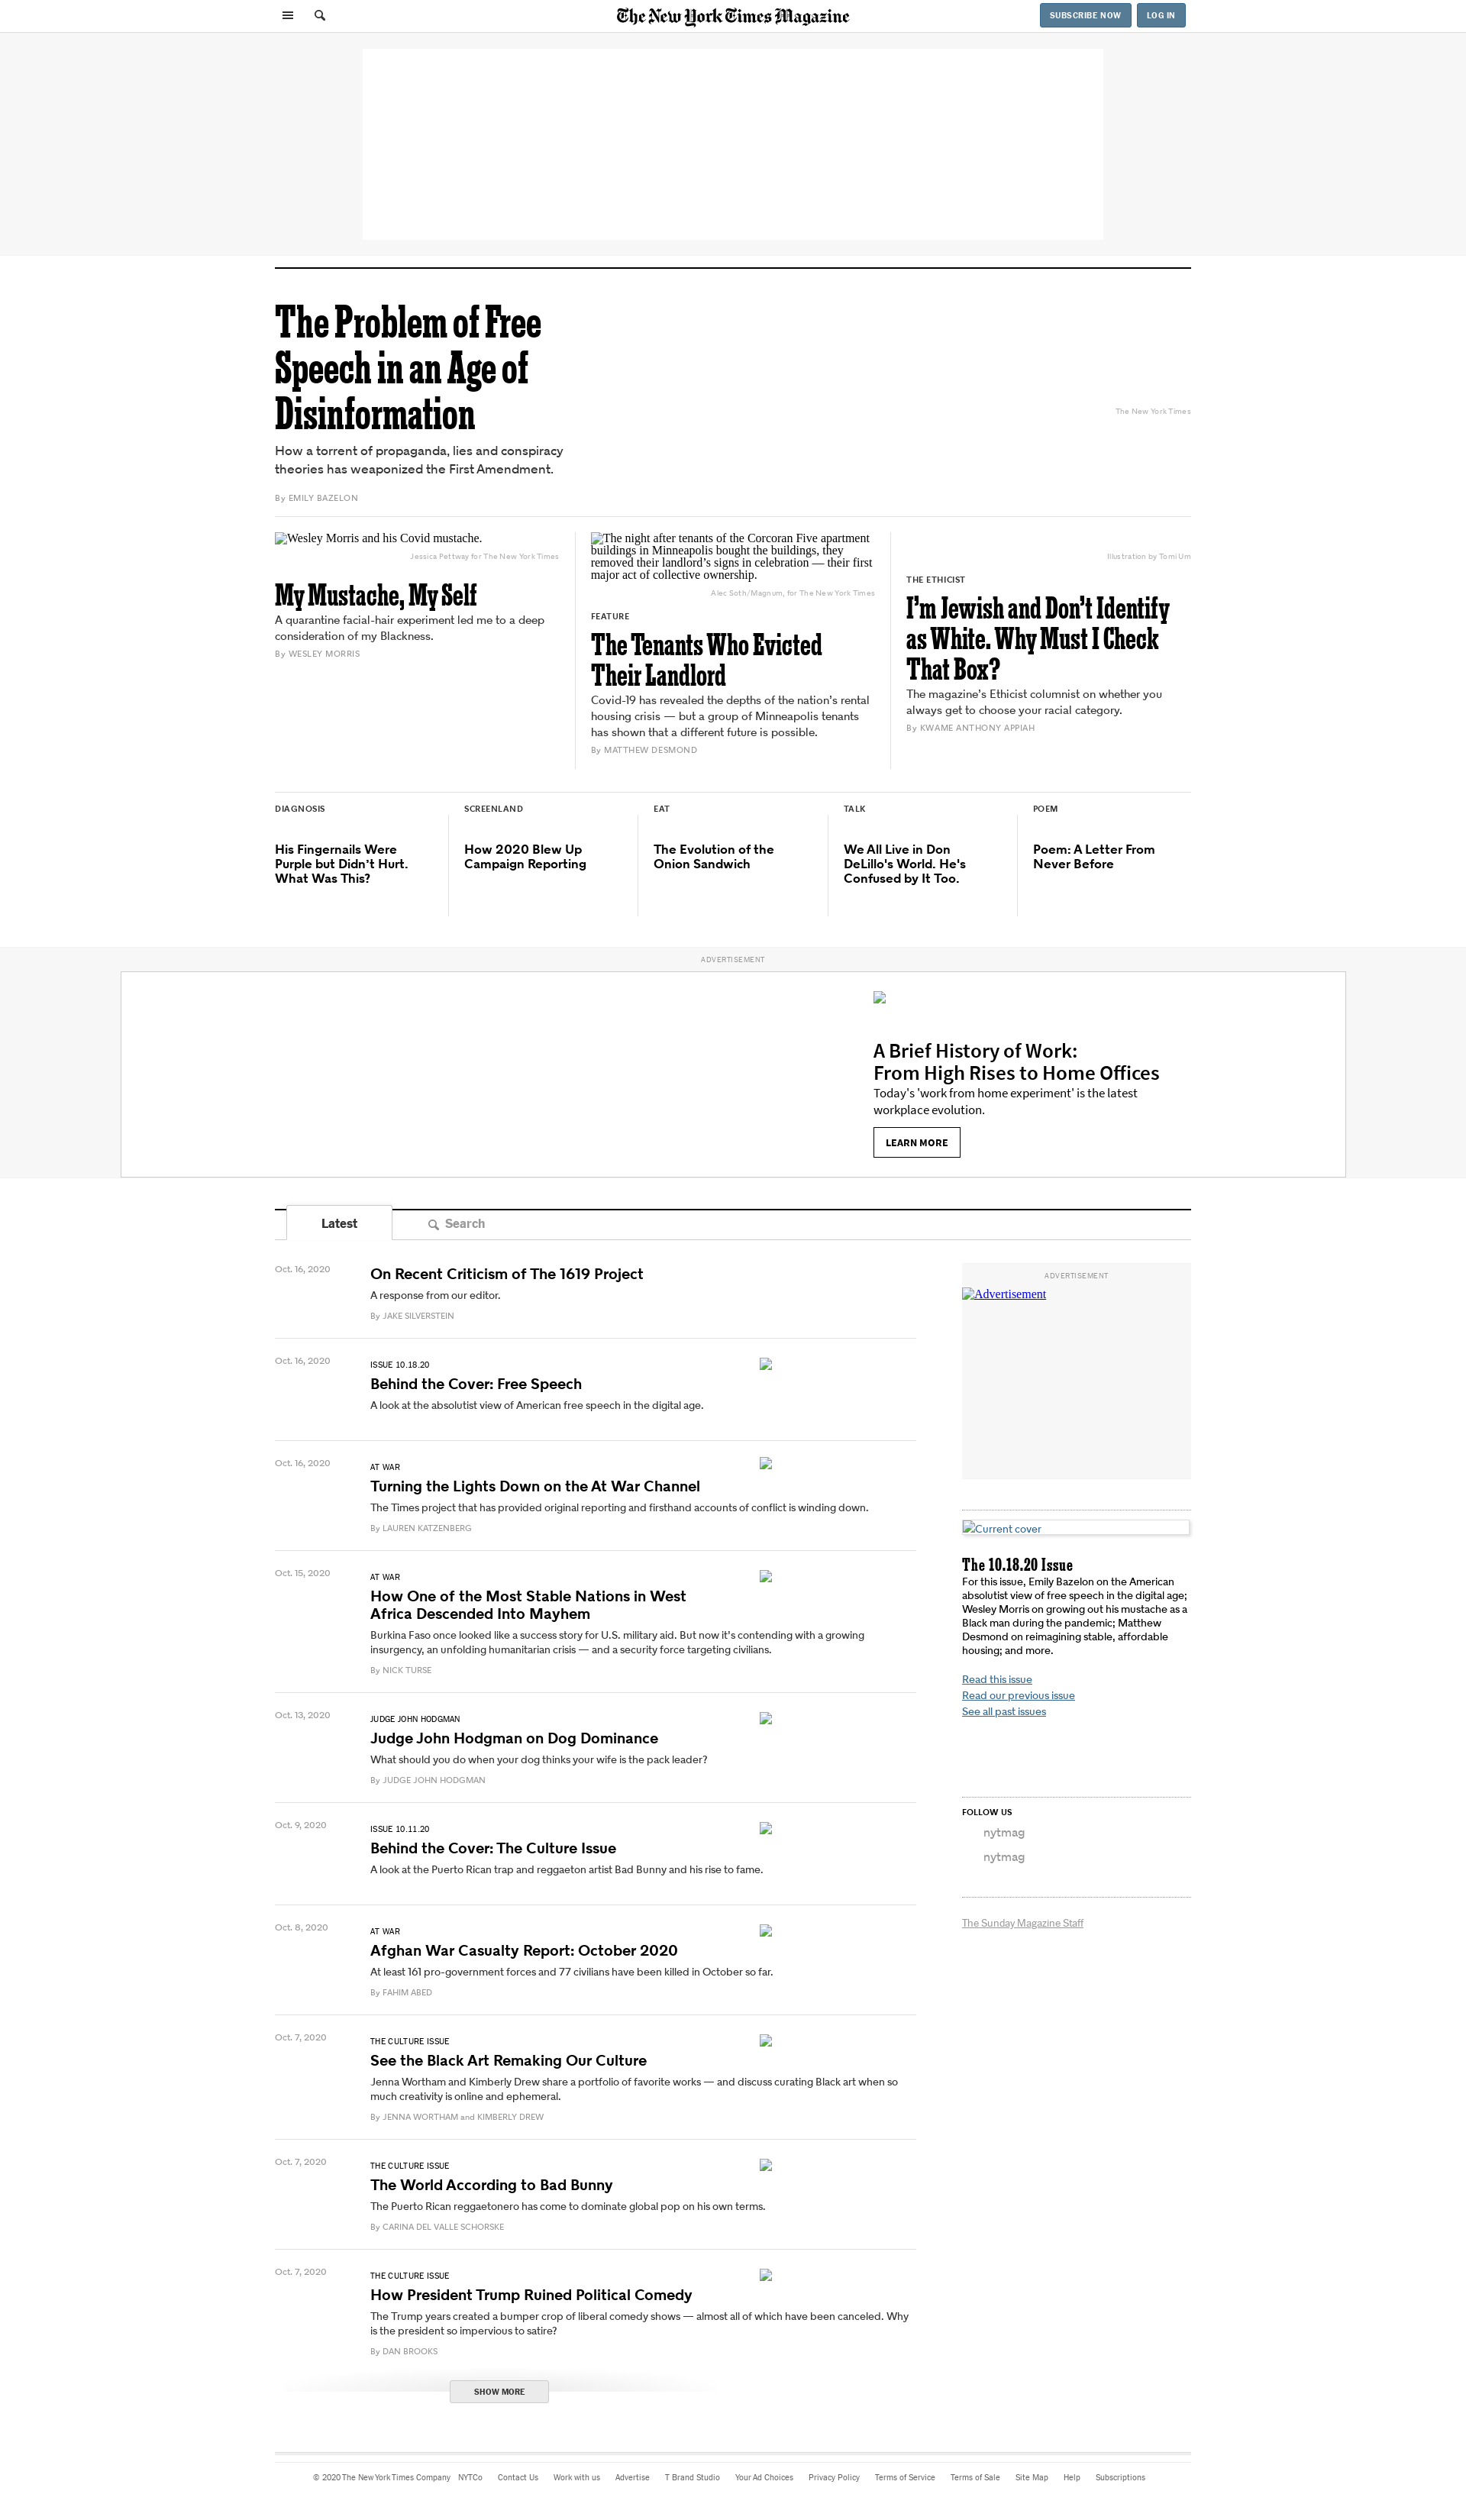 The New York Times Magazine
SUBSCRIBE NOW
LOG IN
The Problem of Free
Speech in an Age of
Disinformation
How a torrent of propaganda, lies and conspiracy
theories has weaponized the First Amendment.
By EMILY BAZELON
The New York Times
Wesley Morris and his Covid mustache.
Jessica Pettway for The New York Times
My Mustache, My Self
A quarantine facial-hair experiment led me to a deep
consideration of my Blackness.
By WESLEY MORRIS
The night after tenants of the Corcoran Five apartment
buildings in Minneapolis bought the buildings, they
removed their landlord’s signs in celebration — their first
major act of collective ownership.
Alec Soth/Magnum, for The New York Times
FEATURE
The Tenants Who Evicted
Their Landlord
Covid-19 has revealed the depths of the nation’s rental
housing crisis — but a group of Minneapolis tenants
has shown that a different future is possible.
By MATTHEW DESMOND
Illustration by Tomi Um
THE ETHICIST
I’m Jewish and Don’t Identify
as White. Why Must I Check
That Box?
The magazine’s Ethicist columnist on whether you
always get to choose your racial category.
By KWAME ANTHONY APPIAH
DIAGNOSIS
His Fingernails Were
Purple but Didn’t Hurt.
What Was This?
SCREENLAND
How 2020 Blew Up
Campaign Reporting
EAT
The Evolution of the
Onion Sandwich
TALK
We All Live in Don
DeLillo's World. He's
Confused by It Too.
POEM
Poem: A Letter From
Never Before
ADVERTISEMENT
A Brief History of Work:
From High Rises to Home Offices
Today's 'work from home experiment' is the latest
workplace evolution.
LEARN MORE
Latest
Search
Oct. 16, 2020
On Recent Criticism of The 1619 Project
A response from our editor.
By JAKE SILVERSTEIN
Oct. 16, 2020
ISSUE 10.18.20
Behind the Cover: Free Speech
A look at the absolutist view of American free speech in the digital age.
Oct. 16, 2020
AT WAR
Turning the Lights Down on the At War Channel
The Times project that has provided original reporting and firsthand accounts of conflict is winding down.
By LAUREN KATZENBERG
Oct. 15, 2020
AT WAR
How One of the Most Stable Nations in West
Africa Descended Into Mayhem
Burkina Faso once looked like a success story for U.S. military aid. But now it’s contending with a growing
insurgency, an unfolding humanitarian crisis — and a security force targeting civilians.
By NICK TURSE
Oct. 13, 2020
JUDGE JOHN HODGMAN
Judge John Hodgman on Dog Dominance
What should you do when your dog thinks your wife is the pack leader?
By JUDGE JOHN HODGMAN
Oct. 9, 2020
ISSUE 10.11.20
Behind the Cover: The Culture Issue
A look at the Puerto Rican trap and reggaeton artist Bad Bunny and his rise to fame.
Oct. 8, 2020
AT WAR
Afghan War Casualty Report: October 2020
At least 161 pro-government forces and 77 civilians have been killed in October so far.
By FAHIM ABED
Oct. 7, 2020
THE CULTURE ISSUE
See the Black Art Remaking Our Culture
Jenna Wortham and Kimberly Drew share a portfolio of favorite works — and discuss curating Black art when so
much creativity is online and ephemeral.
By JENNA WORTHAM and KIMBERLY DREW
Oct. 7, 2020
THE CULTURE ISSUE
The World According to Bad Bunny
The Puerto Rican reggaetonero has come to dominate global pop on his own terms.
By CARINA DEL VALLE SCHORSKE
Oct. 7, 2020
THE CULTURE ISSUE
How President Trump Ruined Political Comedy
The Trump years created a bumper crop of liberal comedy shows — almost all of which have been canceled. Why
is the president so impervious to satire?
By DAN BROOKS
SHOW MORE
ADVERTISEMENT
Advertisement
Current cover
The 10.18.20 Issue
For this issue, Emily Bazelon on the American
absolutist view of free speech in the digital age;
Wesley Morris on growing out his mustache as a
Black man during the pandemic; Matthew
Desmond on reimagining stable, affordable
housing; and more.
Read this issue
Read our previous issue
See all past issues
FOLLOW US
nytmag
nytmag
The Sunday Magazine Staff
© 2020 The New York Times Company NYTCo Contact Us Work with us Advertise T Brand Studio Your Ad Choices Privacy Policy Terms of Service Terms of Sale Site Map Help Subscriptions